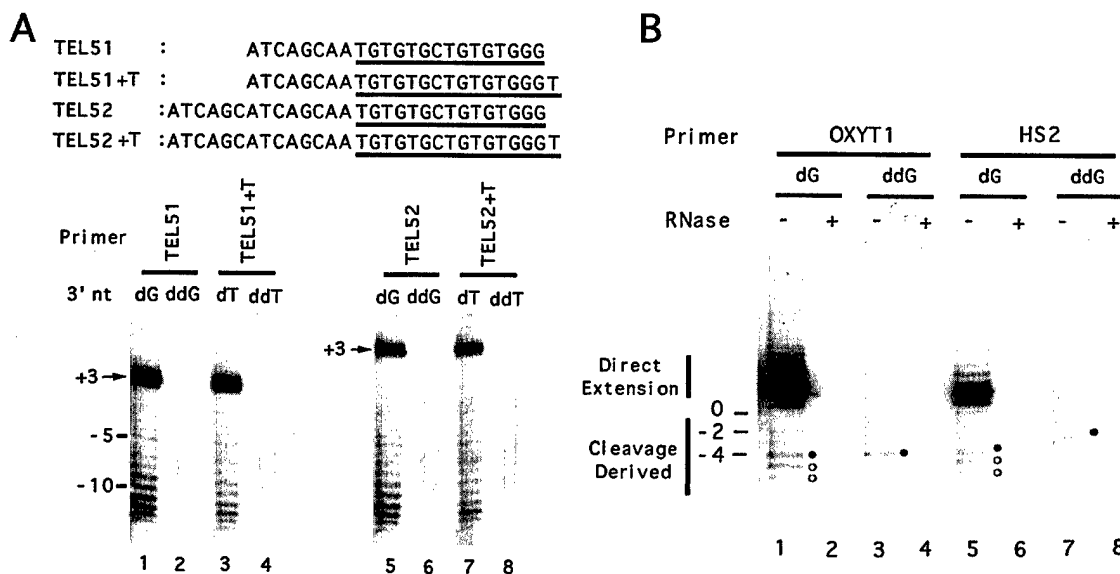 A
TEL51 : ATCAGCAATGTGTGCTGTGTGGG
TEL51+T : ATCAGCAATGTGTGCTGTGTGGGT
TEL52 :ATCAGCATCAGCAATGTGTGCTGTGTGGG
TEL52+T :ATCAGCATCAGCAATGTGTGCTGTGTGGGT
Primer TEL51 TEL51+T TEL52 TEL52+T
3' nt dG ddG dT ddT dG ddG dT ddT
+3
+3
-5
-10
1 2 3 4 5 6 7 8
B
Primer OXYT1 HS2
dG ddG dG ddG
RNase - + - + - + - +
Direct
Extension
0
-2
-4
Cleavage
Derived
1 2 3 4 5 6 7 8